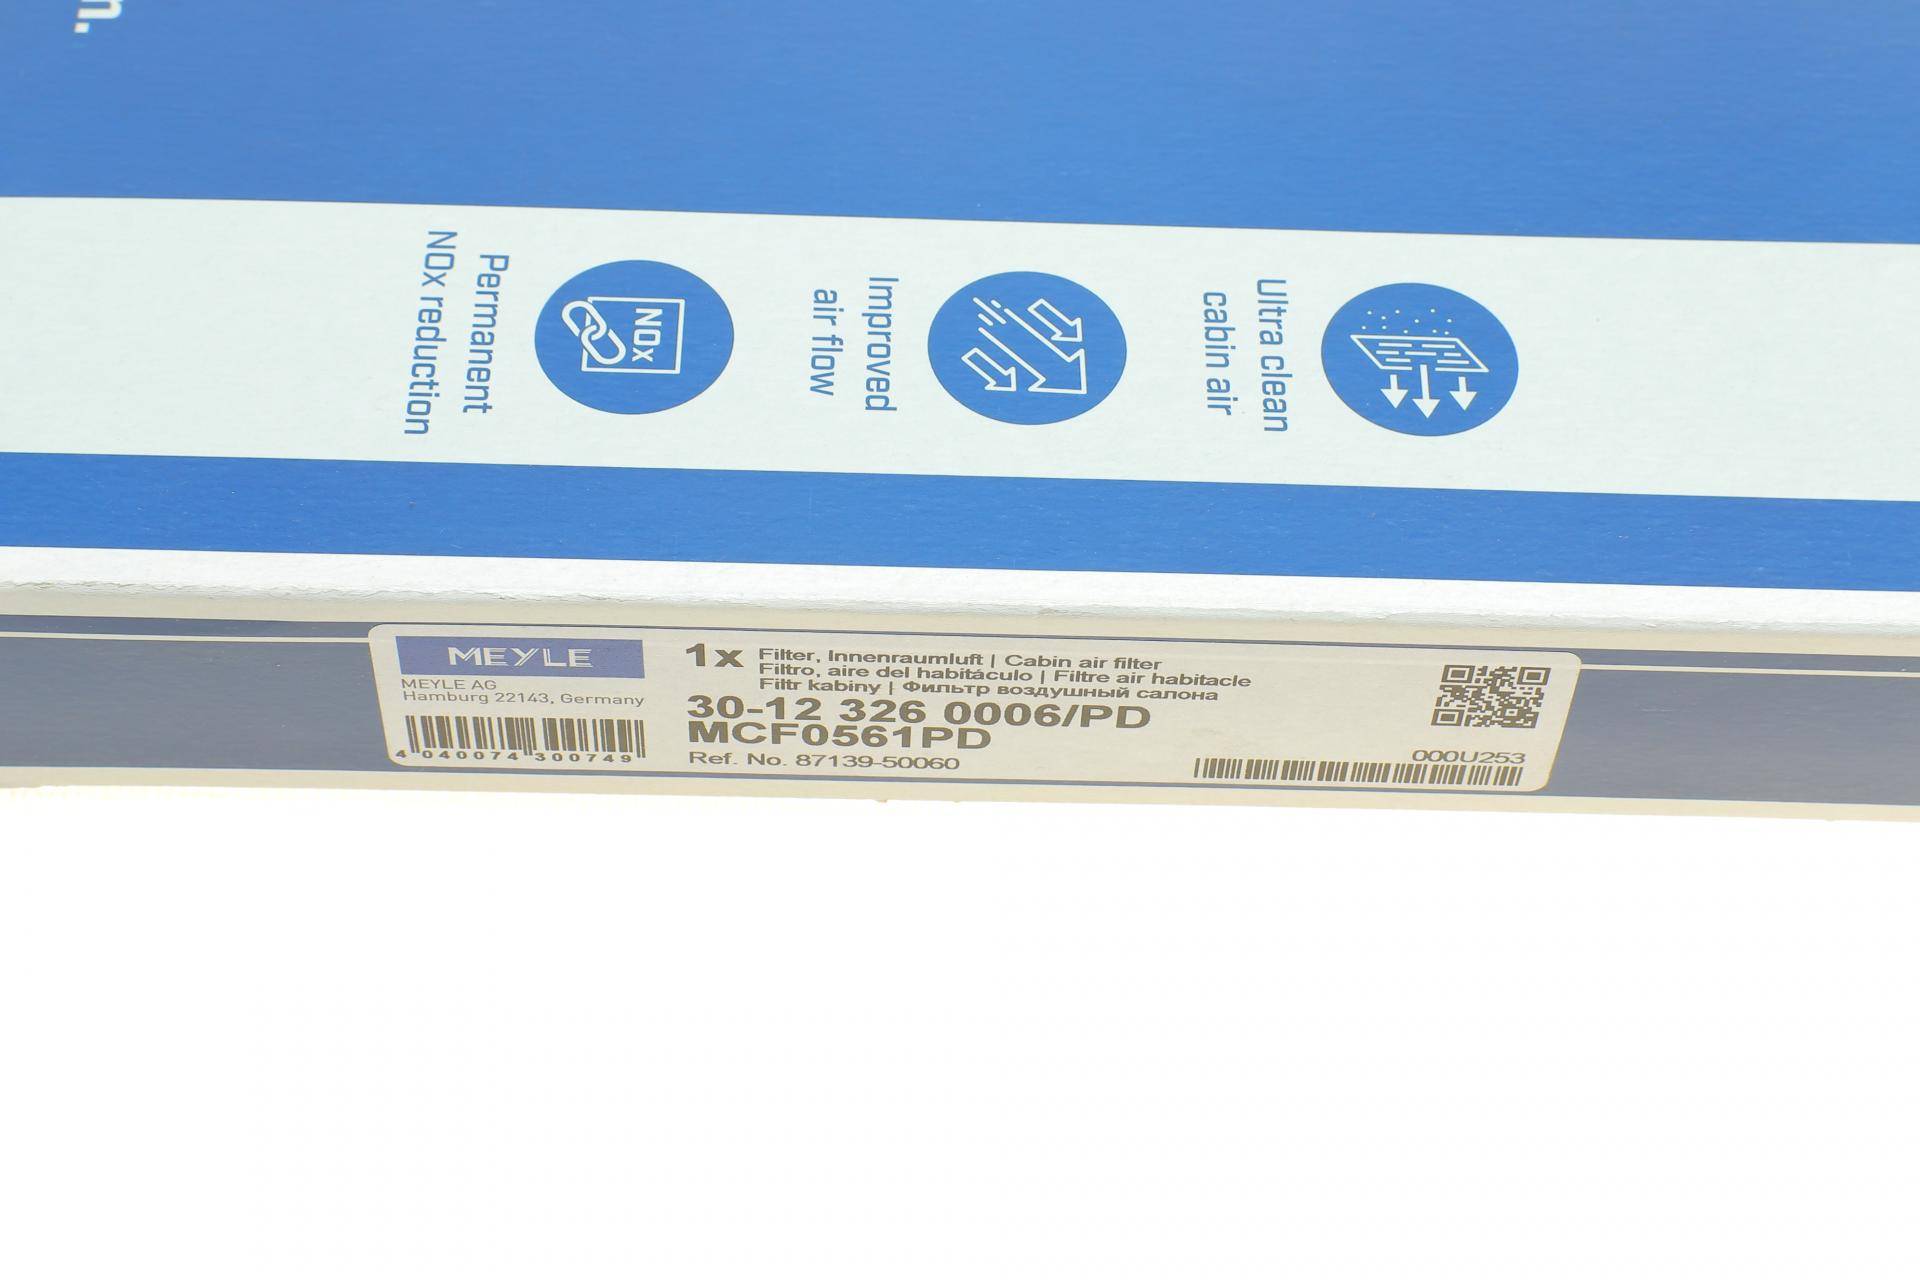 Permanent
NOx reduction
NOx
Improved
air flow
Ultra clean
cabin air
MEYLE
MEYLE AG
Hamburg 22143, Germany
4 040074 300749
1x Filter, Innenraumluft | Cabin air filter
Filtro, aire del habitáculo | Filtre air habitacle
Filtr kabiny | Фильтр воздушный салона
30-12 326 0006/PD
MCF0561PD
Ref. No. 87139-50060
000U253